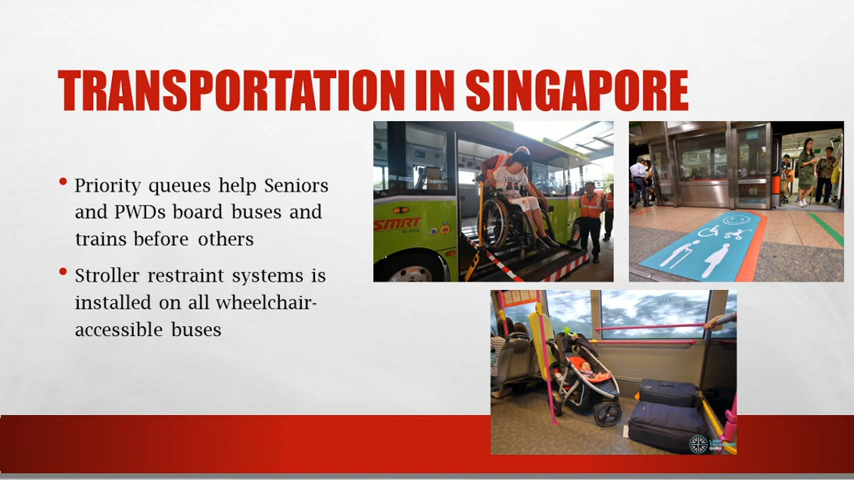 TRANSPORTATION IN SINGAPORE
• Priority queues help Seniors
and PWDs board buses and
trains before others
• Stroller restraint systems is
installed on all wheelchair-
accessible buses
SMRT